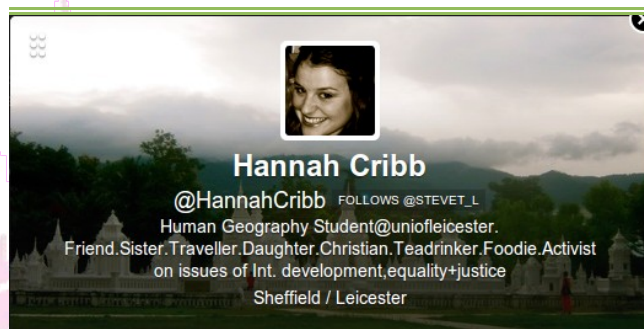 Hannah Cribb
@HannahCribb FOLLOWS @STEVET_L
Human Geography Student@uniofleicester.
Friend.Sister.Traveller.Daughter.Christian.Teadrinker.Foodie.Activist
on issues of Int. development,equality+justice
Sheffield / Leicester